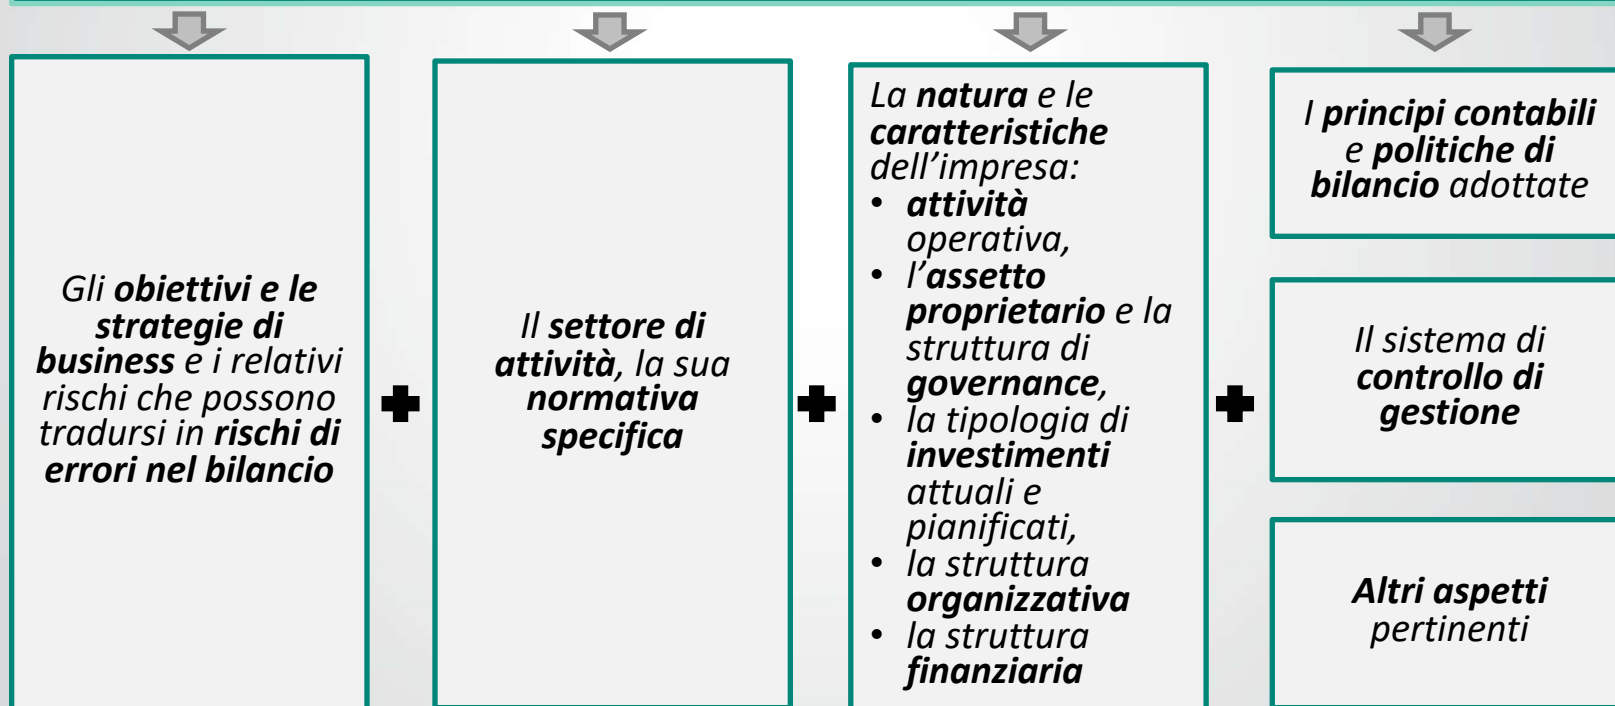 Gli obiettivi e le
strategie di
business e i relativi
rischi che possono
tradursi in rischi di
errori nel bilancio
Il settore di
attività, la sua
normativa
specifica
La natura e le
caratteristiche
dell'impresa:
• attività
operativa,
• l'assetto
proprietario e la
struttura di
governance,
• la tipologia di
investimenti
attuali e
pianificati,
• la struttura
organizzativa
• la struttura
finanziaria
I principi contabili
e politiche di
bilancio adottate
Il sistema di
controllo di
gestione
Altri aspetti
pertinenti